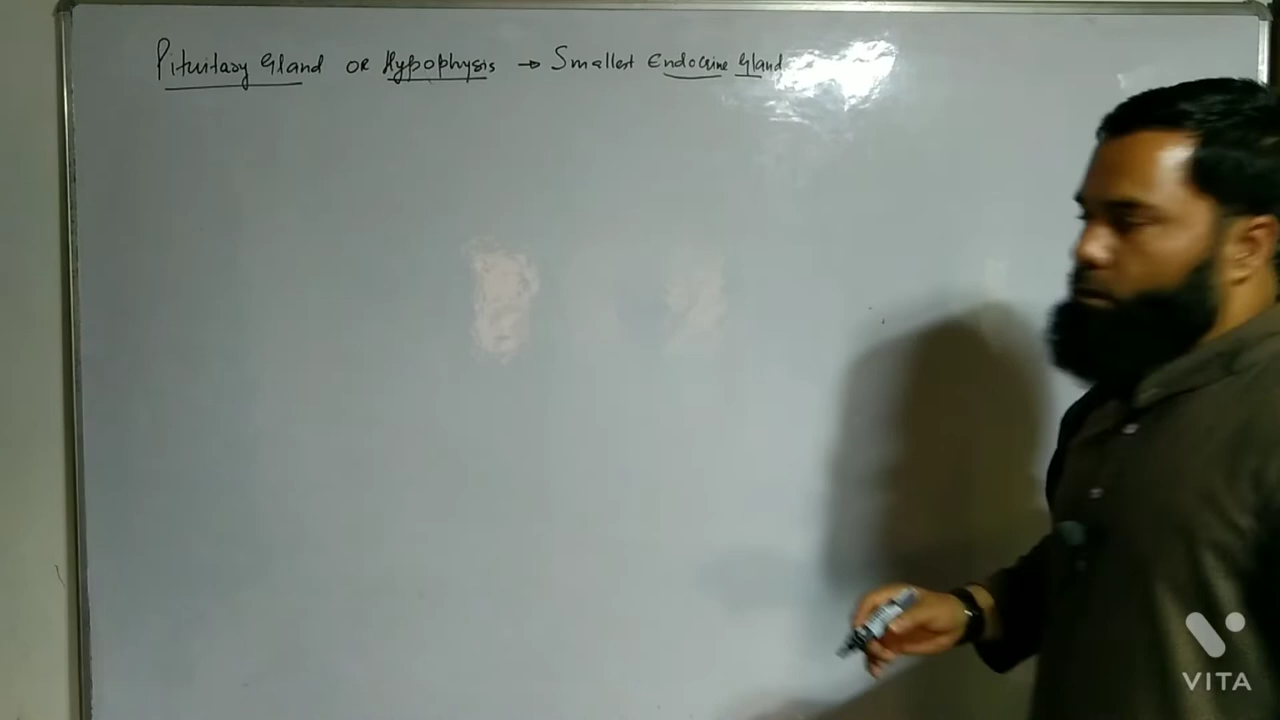 Pituitary Gland OR Hypophysis → Smallest Endocrine Gland
VITA